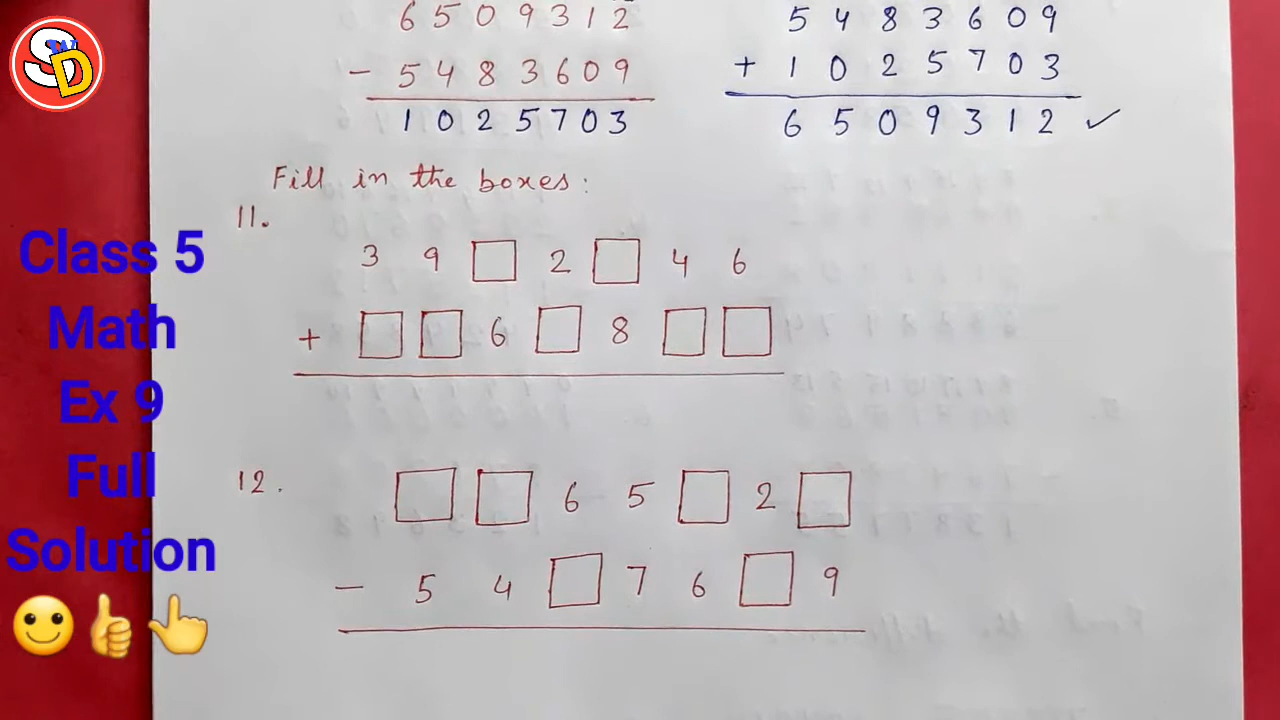 SWD
6 5 0 9 3 1 2
- 5 4 8 3 6 0 9
1 0 2 5 7 0 3
5 4 8 3 6 0 9
+ 1 0 2 5 7 0 3
6 5 0 9 3 1 2 ✓
Fill in the boxes:
11.
3 9 □ 2 □ 4 6
+ □ □ 6 □ 8 □ □
12.
□ □ 6 5 □ 2 □
- 5 4 □ 7 6 □ 9
Class 5
Math
Ex 9
Full
Solution
🙂👍👆